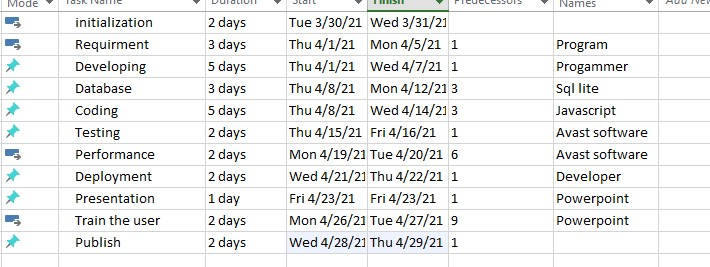 Mode Task Name Duration Start Finish Predecessors Names Add New
initialization 2 days Tue 3/30/21 Wed 3/31/21
Requirment 3 days Thu 4/1/21 Mon 4/5/21 1 Program
Developing 5 days Thu 4/1/21 Wed 4/7/21 1 Progammer
Database 3 days Thu 4/8/21 Mon 4/12/21 3 Sql lite
Coding 5 days Thu 4/8/21 Wed 4/14/21 3 Javascript
Testing 2 days Thu 4/15/21 Fri 4/16/21 1 Avast software
Performance 2 days Mon 4/19/21 Tue 4/20/21 6 Avast software
Deployment 2 days Wed 4/21/21 Thu 4/22/21 1 Developer
Presentation 1 day Fri 4/23/21 Fri 4/23/21 1 Powerpoint
Train the user 2 days Mon 4/26/21 Tue 4/27/21 9 Powerpoint
Publish 2 days Wed 4/28/21 Thu 4/29/21 1